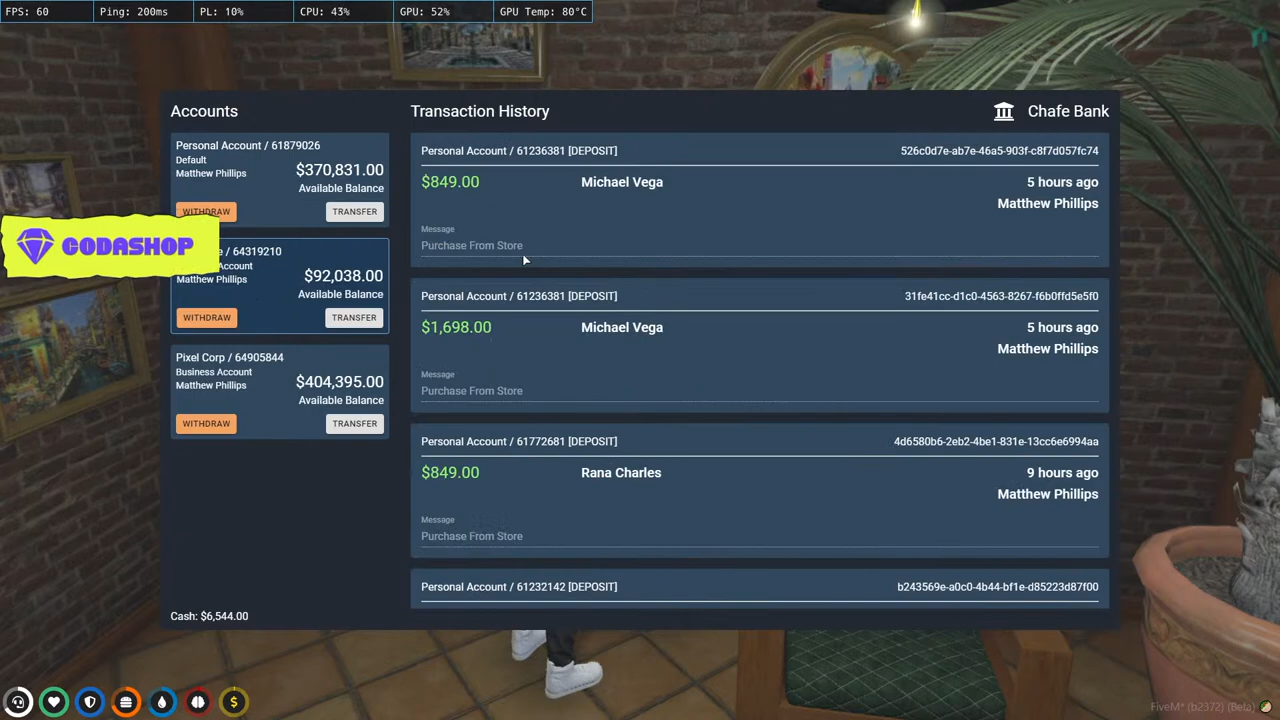 FPS: 60 Ping: 200ms PL: 10% CPU: 43% GPU: 52% GPU Temp: 80°C
Accounts
Personal Account / 61879026
Default
Matthew Phillips
$370,831.00
Available Balance
WITHDRAW TRANSFER
CODASHOP
/ 64319210
Account
Matthew Phillips
$92,038.00
Available Balance
WITHDRAW TRANSFER
Pixel Corp / 64905844
Business Account
Matthew Phillips
$404,395.00
Available Balance
WITHDRAW TRANSFER
Cash: $6,544.00
Transaction History
Chafe Bank
Personal Account / 61236381 [DEPOSIT] 526c0d7e-ab7e-46a5-903f-c8f7d057fc74
$849.00 Michael Vega 5 hours ago
Matthew Phillips
Message
Purchase From Store
Personal Account / 61236381 [DEPOSIT] 31fe41cc-d1c0-4563-8267-f6b0ffd5e5f0
$1,698.00 Michael Vega 5 hours ago
Matthew Phillips
Message
Purchase From Store
Personal Account / 61772681 [DEPOSIT] 4d6580b6-2eb2-4be1-831e-13cc6e6994aa
$849.00 Rana Charles 9 hours ago
Matthew Phillips
Message
Purchase From Store
Personal Account / 61232142 [DEPOSIT] b243569e-a0c0-4b44-bf1e-d85223d87f00
FiveM* (b2372) (Beta)